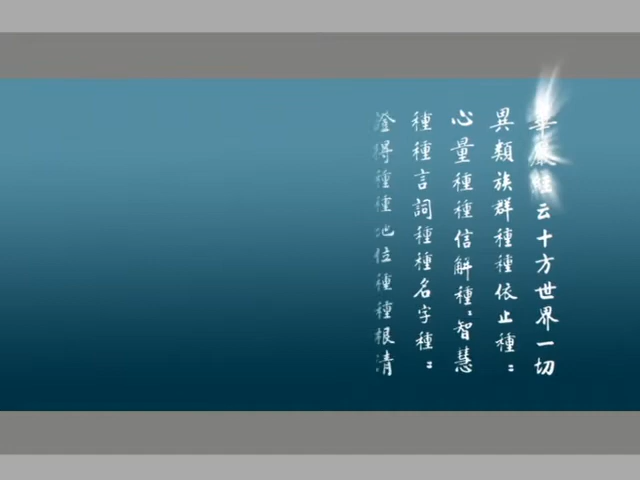 華嚴經云十方世界一切
異類族群種種依止種：
心量種種信解種：智慧
種種言詞種種名字種：
證得種種地位種種根清